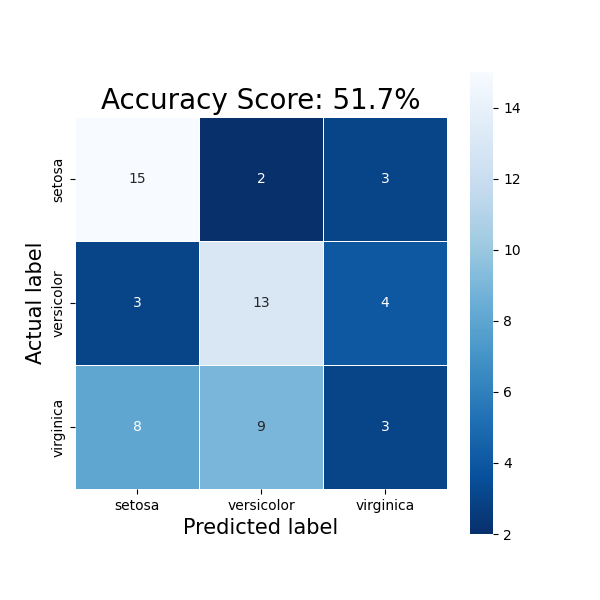 Accuracy Score: 51.7%
Actual label
setosa
15 2 3
versicolor
3 13 4
virginica
8 9 3
setosa versicolor virginica
Predicted label
14
12
10
8
6
4
2